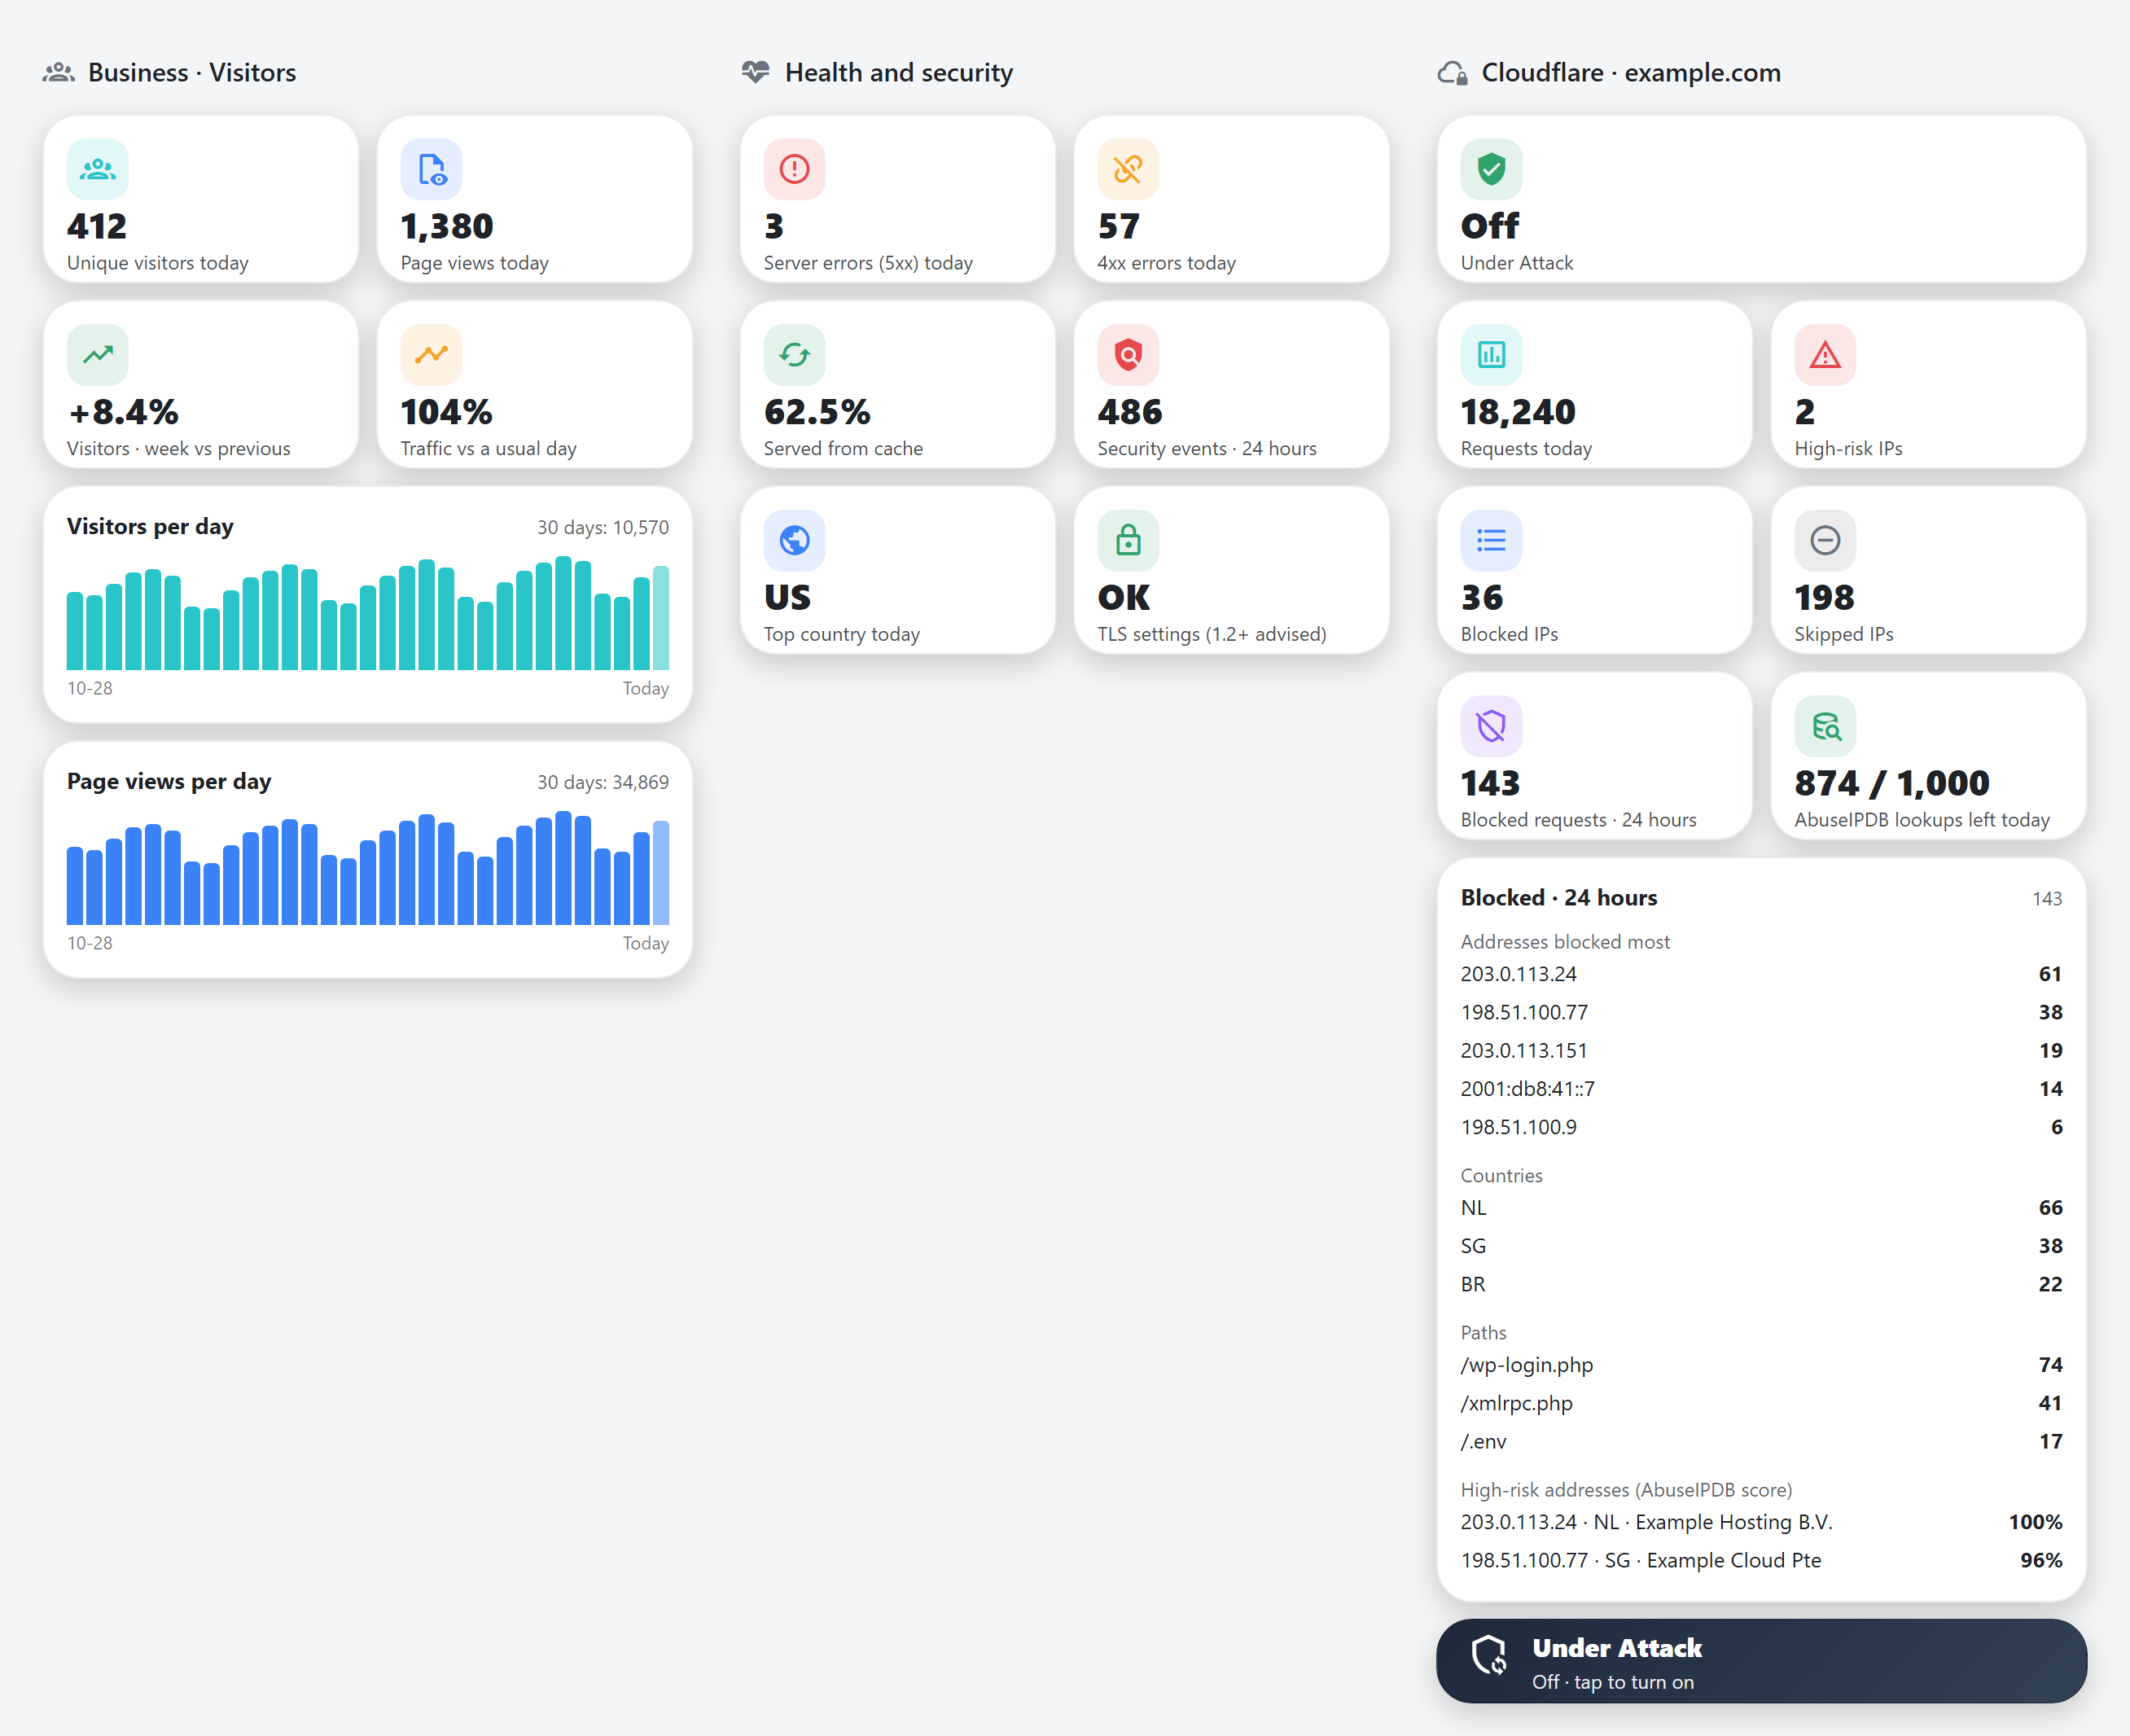 Business · Visitors
412
Unique visitors today
1,380
Page views today
+8.4%
Visitors · week vs previous
104%
Traffic vs a usual day
Visitors per day
30 days: 10,570
10-28
Today
Page views per day
30 days: 34,869
10-28
Today
Health and security
3
Server errors (5xx) today
57
4xx errors today
62.5%
Served from cache
486
Security events · 24 hours
US
Top country today
OK
TLS settings (1.2+ advised)
Cloudflare · example.com
Off
Under Attack
18,240
Requests today
2
High-risk IPs
36
Blocked IPs
198
Skipped IPs
143
Blocked requests · 24 hours
874 / 1,000
AbuseIPDB lookups left today
Blocked · 24 hours
143
Addresses blocked most
203.0.113.24 61
198.51.100.77 38
203.0.113.151 19
2001:db8:41::7 14
198.51.100.9 6
Countries
NL 66
SG 38
BR 22
Paths
/wp-login.php 74
/xmlrpc.php 41
/.env 17
High-risk addresses (AbuseIPDB score)
203.0.113.24 · NL · Example Hosting B.V. 100%
198.51.100.77 · SG · Example Cloud Pte 96%
Under Attack
Off · tap to turn on